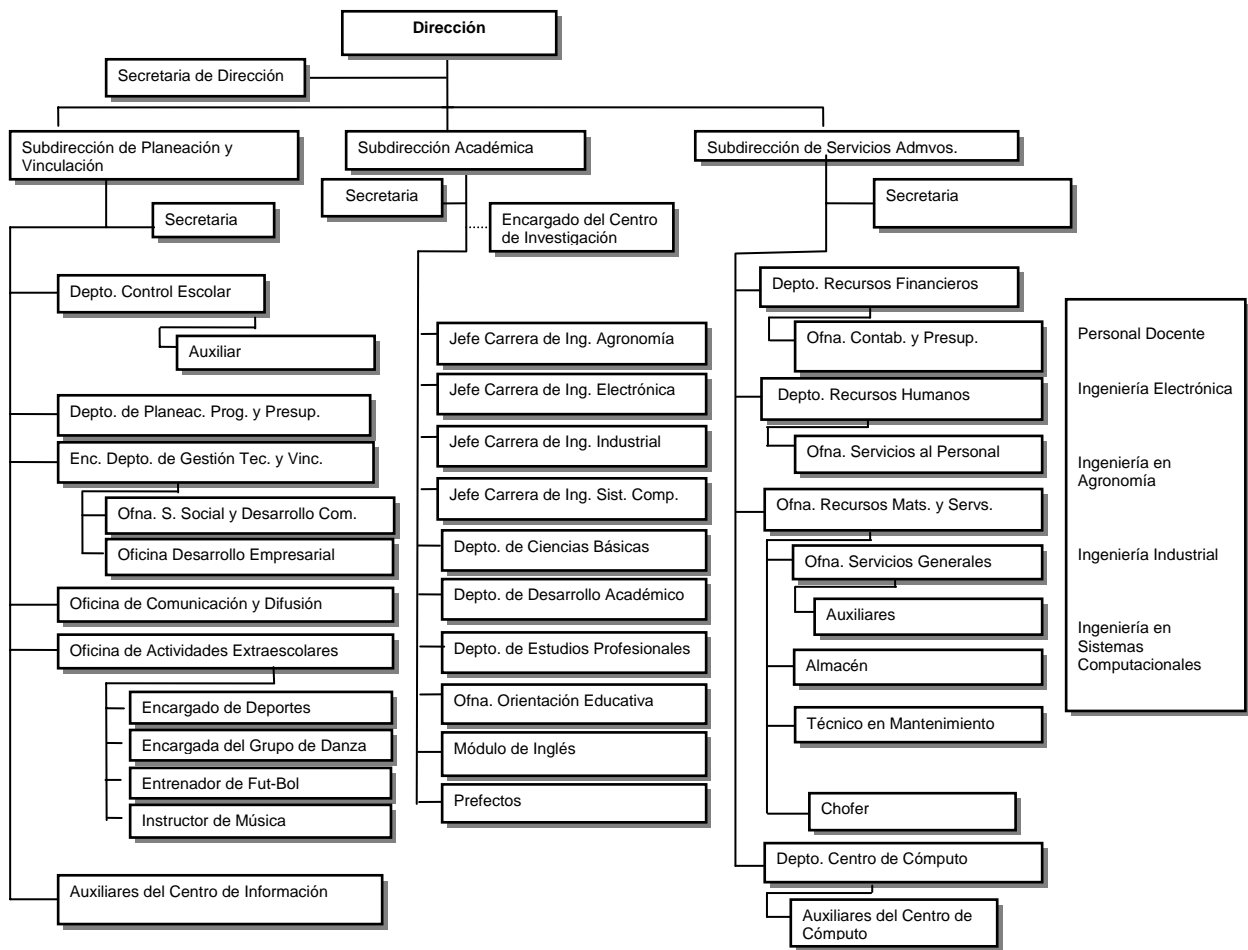 Dirección
Secretaria de Dirección
Subdirección de Planeación y
Vinculación
Secretaria
Depto. Control Escolar
Auxiliar
Depto. de Planeac. Prog. y Presup.
Enc. Depto. de Gestión Tec. y Vinc.
Ofna. S. Social y Desarrollo Com.
Oficina Desarrollo Empresarial
Oficina de Comunicación y Difusión
Oficina de Actividades Extraescolares
Encargado de Deportes
Encargada del Grupo de Danza
Entrenador de Fut-Bol
Instructor de Música
Auxiliares del Centro de Información
Subdirección Académica
Secretaria
Encargado del Centro
de Investigación
Jefe Carrera de Ing. Agronomía
Jefe Carrera de Ing. Electrónica
Jefe Carrera de Ing. Industrial
Jefe Carrera de Ing. Sist. Comp.
Depto. de Ciencias Básicas
Depto. de Desarrollo Académico
Depto. de Estudios Profesionales
Ofna. Orientación Educativa
Módulo de Inglés
Prefectos
Subdirección de Servicios Admvos.
Secretaria
Depto. Recursos Financieros
Ofna. Contab. y Presup.
Depto. Recursos Humanos
Ofna. Servicios al Personal
Ofna. Recursos Mats. y Servs.
Ofna. Servicios Generales
Auxiliares
Almacén
Técnico en Mantenimiento
Chofer
Depto. Centro de Cómputo
Auxiliares del Centro de
Cómputo
Personal Docente
Ingeniería Electrónica
Ingeniería en
Agronomía
Ingeniería Industrial
Ingeniería en
Sistemas
Computacionales